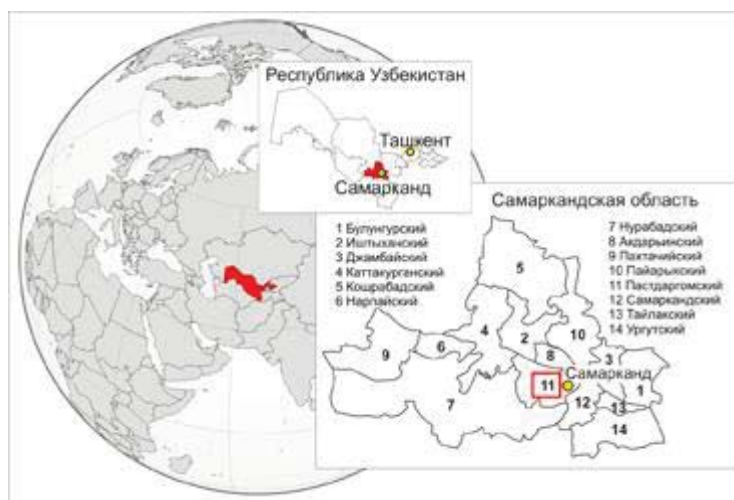 Республика Узбекистан
Ташкент
Самарканд
Самаркандская область
1 Булунгурский
2 Иштыханский
3 Джамбайский
4 Каттакурганский
5 Кошрабадский
6 Нарпайский
7 Нурабадский
8 Акдарьинский
9 Пахтачийский
10 Пайарыкский
11 Пастдаргомский
12 Самаркандский
13 Тайлакский
14 Ургутский
5
4
10
2
6
9
8
3
Самарканд
11
1
7
12
13
14